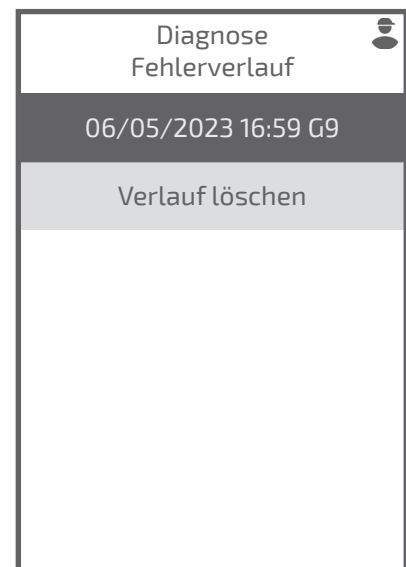 Diagnose
Fehlerverlauf
06/05/2023 16:59 G9
Verlauf löschen